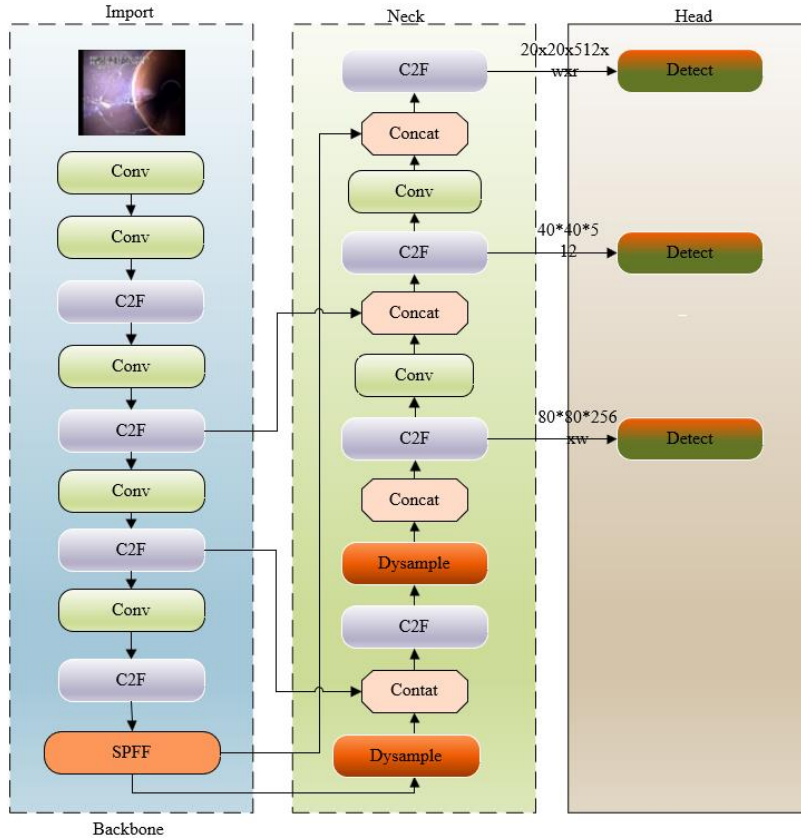 Import
Conv
Conv
C2F
Conv
C2F
Conv
C2F
Conv
C2F
SPFF
Backbone
Neck
C2F
Concat
Conv
C2F
Concat
Conv
C2F
Concat
Dysample
C2F
Contat
Dysample
20x20x512x
wxr
40*40*5
12
80*80*256
xw
Head
Detect
Detect
Detect